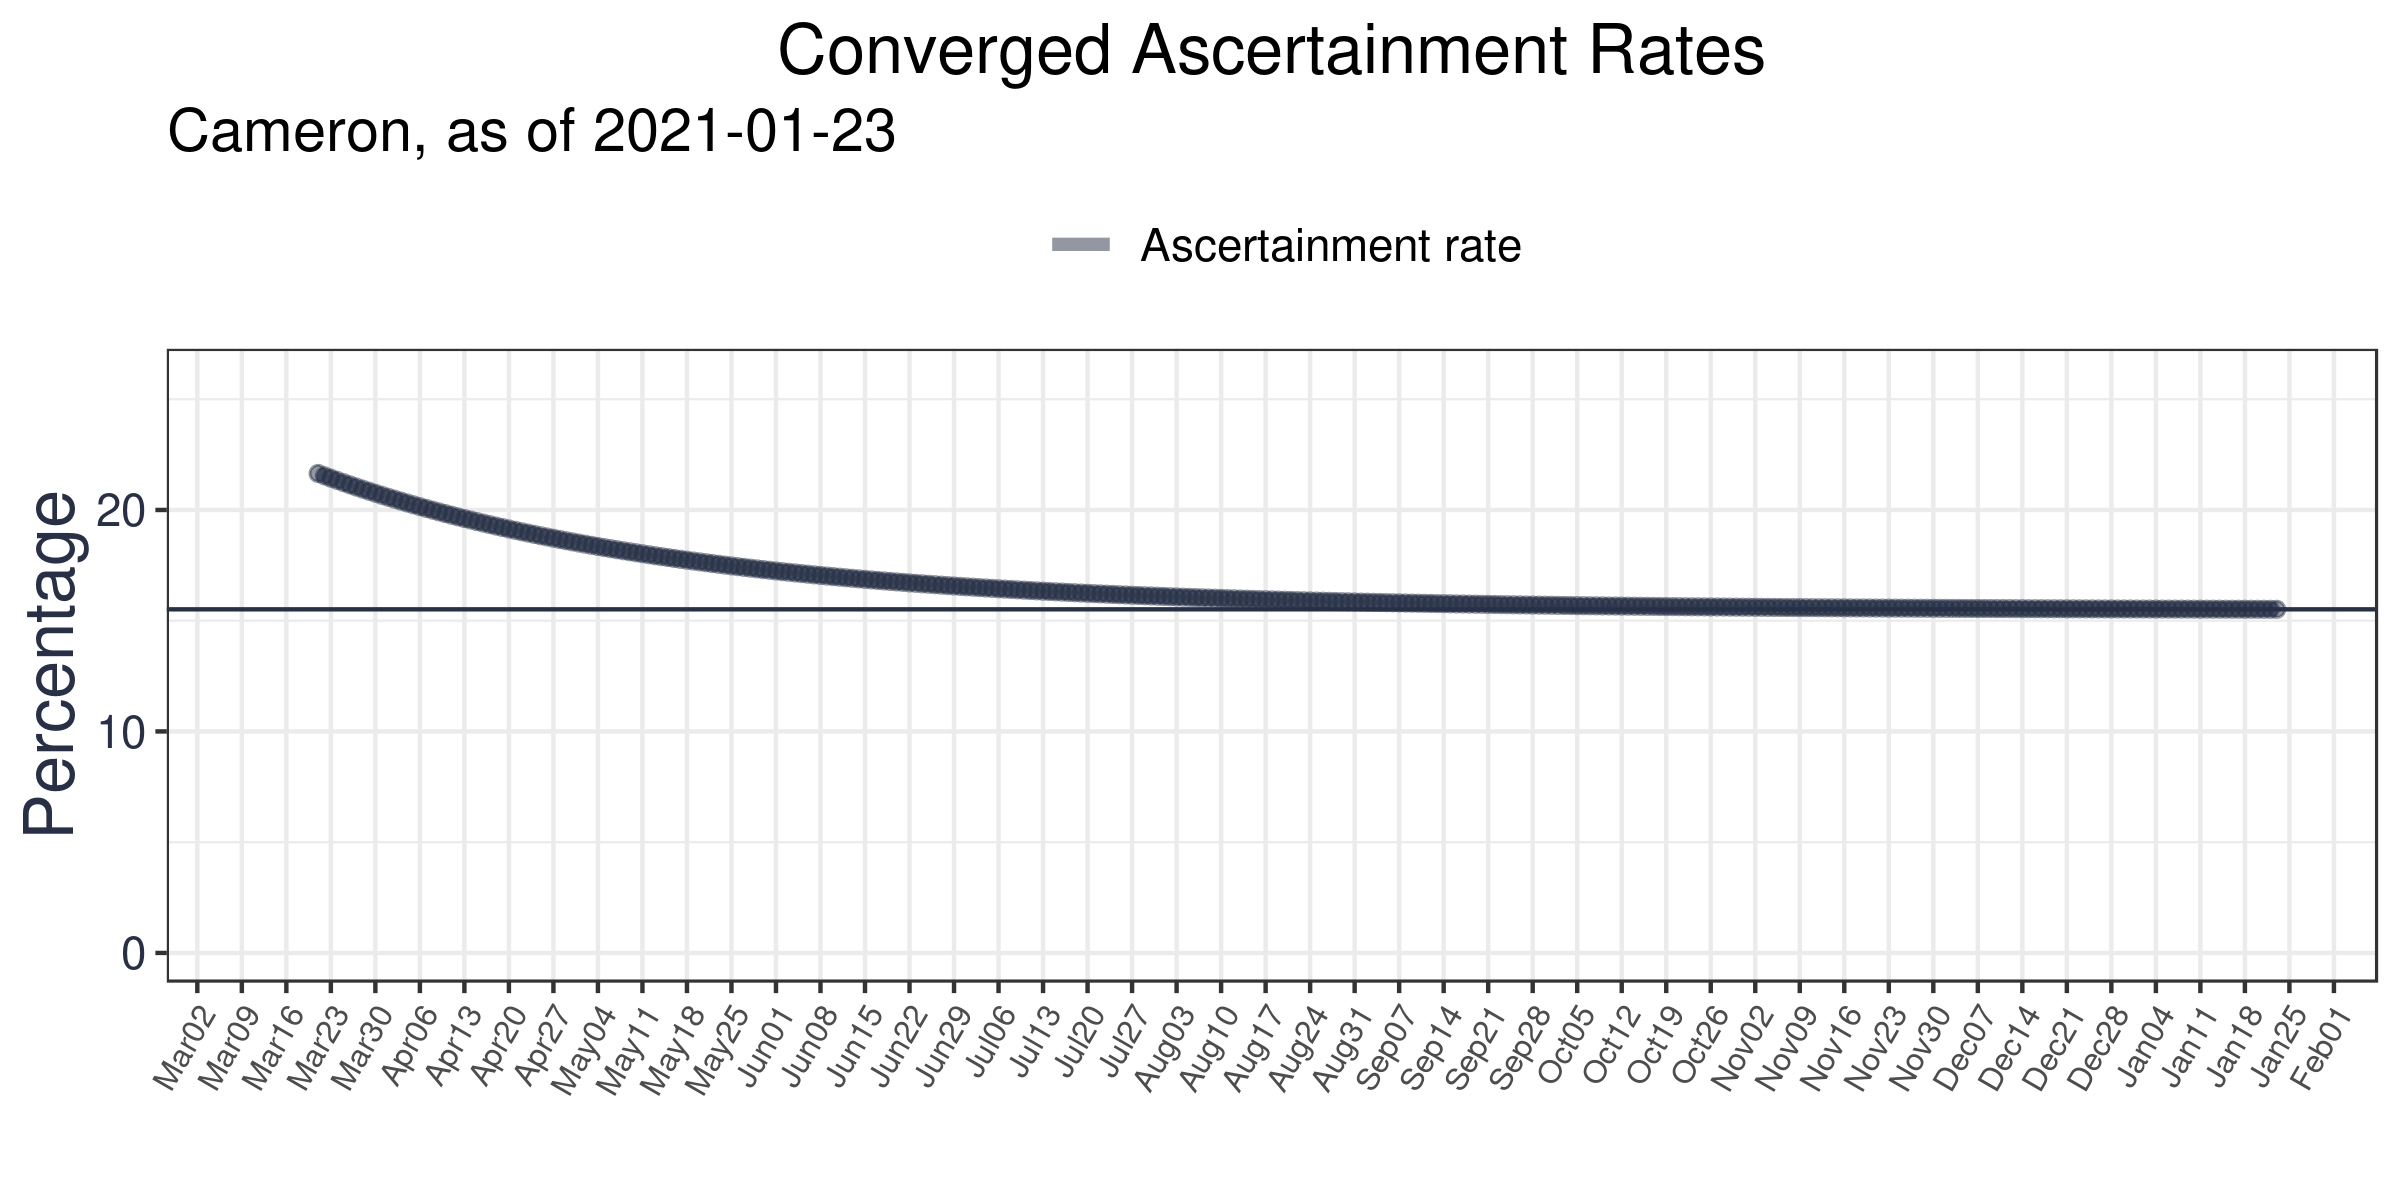 Converged Ascertainment Rates
Cameron, as of 2021-01-23
Ascertainment rate
Percentage
20
10
0
Mar02
Mar09
Mar16
Mar23
Mar30
Apr06
Apr13
Apr20
Apr27
May04
May11
May18
May25
Jun01
Jun08
Jun15
Jun22
Jun29
Jul06
Jul13
Jul20
Jul27
Aug03
Aug10
Aug17
Aug24
Aug31
Sep07
Sep14
Sep21
Sep28
Oct05
Oct12
Oct19
Oct26
Nov02
Nov09
Nov16
Nov23
Nov30
Dec07
Dec14
Dec21
Dec28
Jan04
Jan11
Jan18
Jan25
Feb01